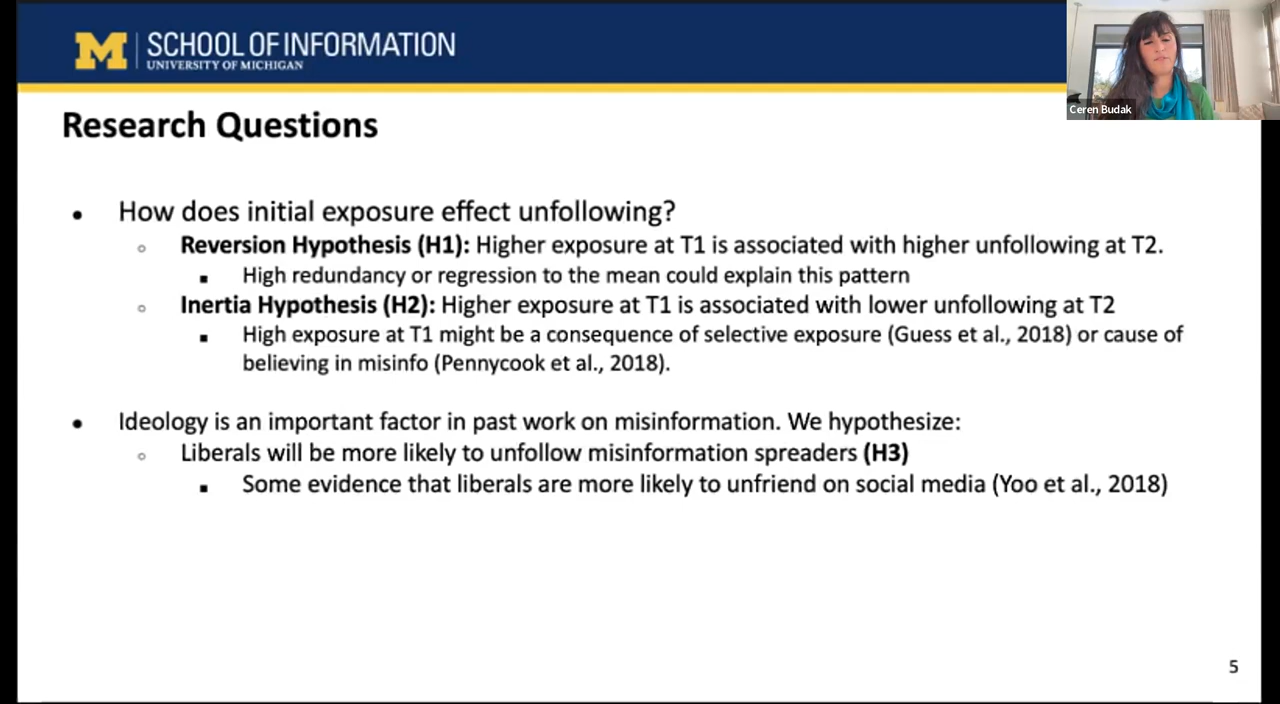 M SCHOOL OF INFORMATION
UNIVERSITY OF MICHIGAN
Ceren Budak
Research Questions
• How does initial exposure effect unfollowing?
◦ Reversion Hypothesis (H1): Higher exposure at T1 is associated with higher unfollowing at T2.
▪ High redundancy or regression to the mean could explain this pattern
◦ Inertia Hypothesis (H2): Higher exposure at T1 is associated with lower unfollowing at T2
▪ High exposure at T1 might be a consequence of selective exposure (Guess et al., 2018) or cause of
believing in misinfo (Pennycook et al., 2018).
• Ideology is an important factor in past work on misinformation. We hypothesize:
◦ Liberals will be more likely to unfollow misinformation spreaders (H3)
▪ Some evidence that liberals are more likely to unfriend on social media (Yoo et al., 2018)
5